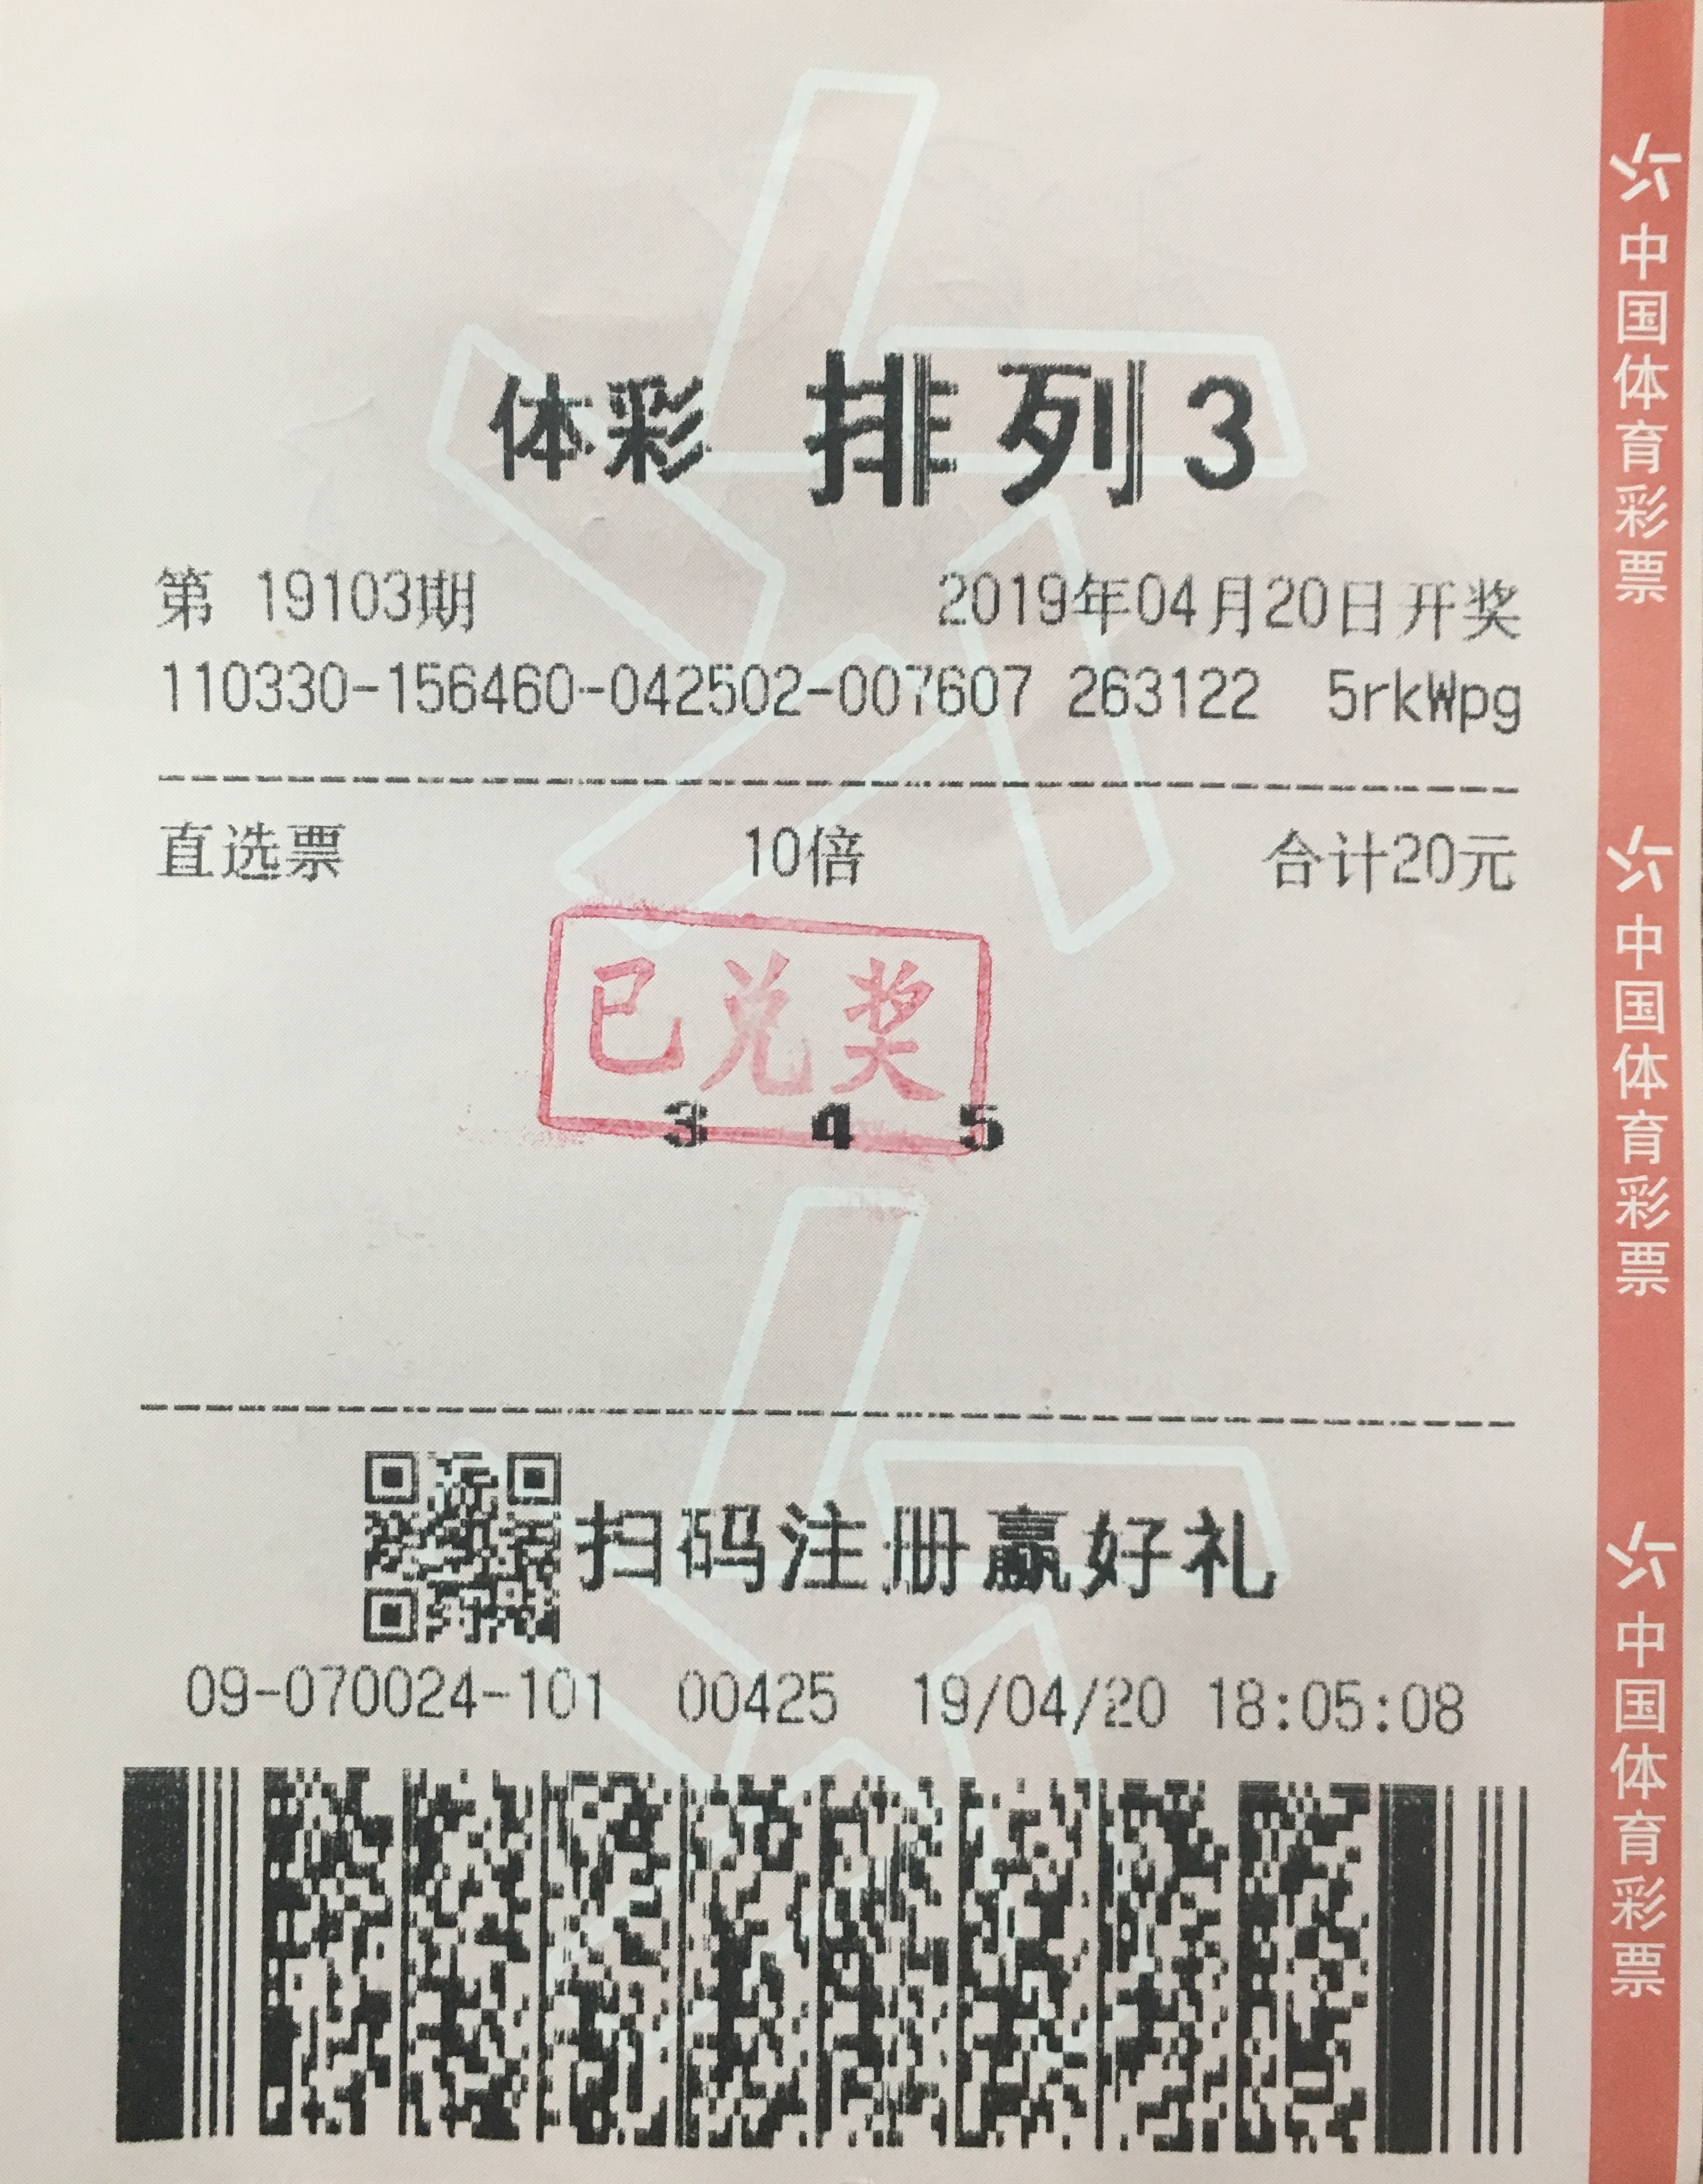 体彩 排列3
第 19103期 2019年04月20日开奖
110330-156460-042502-007607 263122 5rkWpg
直选票 10倍 合计20元
已兑奖
3 4 5
扫码注册赢好礼
09-070024-101 00425 19/04/20 18:05:08
中国体育彩票
中国体育彩票
中国体育彩票